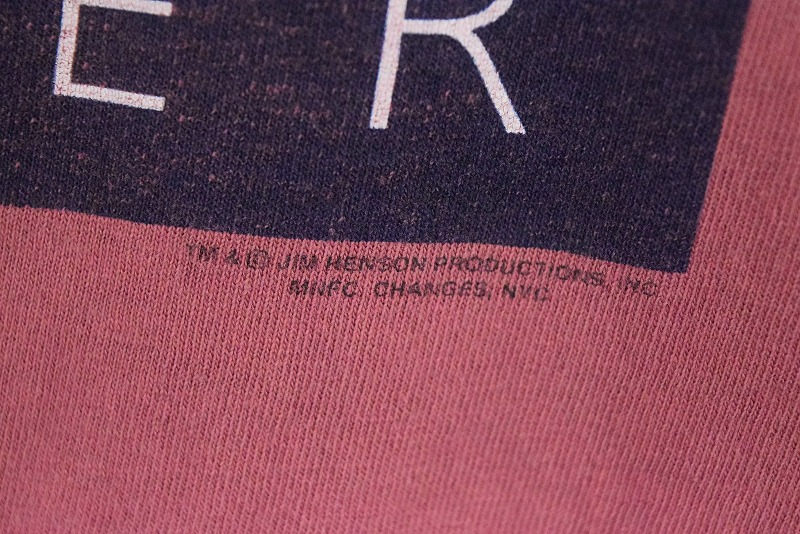 E R
TM & © JIM HENSON PRODUCTIONS, INC.
MNFC. CHANGES, NYC